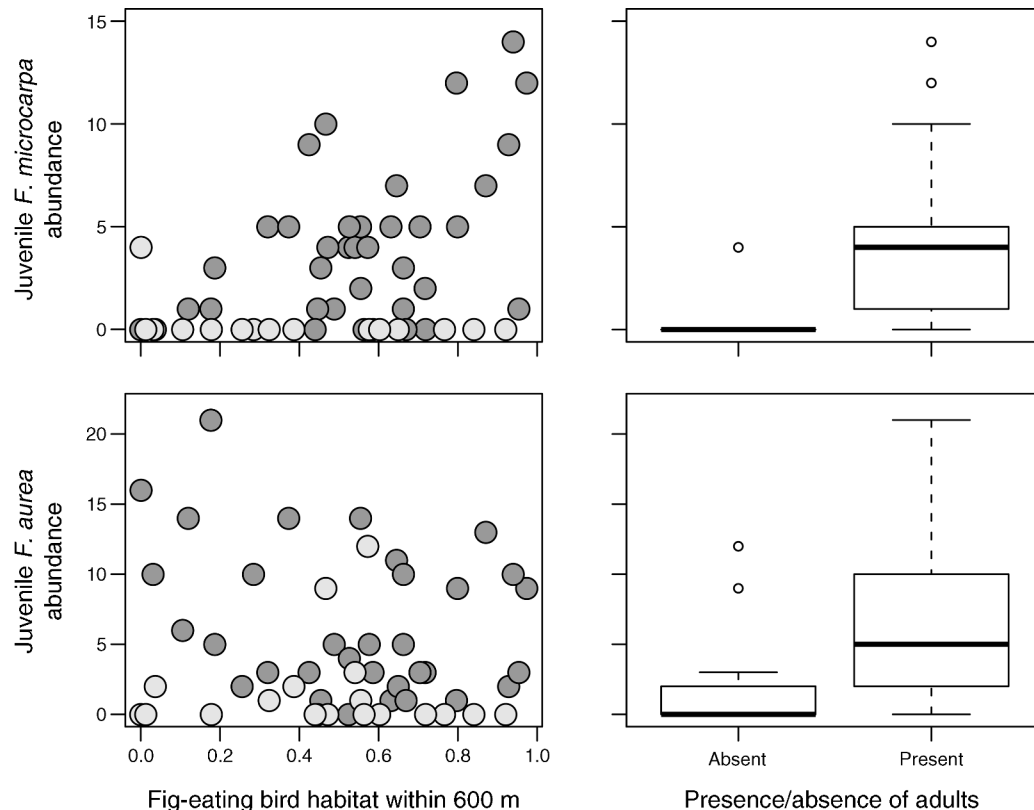 Juvenile F. microcarpa
abundance
15
10
5
0
Juvenile F. aurea
abundance
20
15
10
5
0
0.0 0.2 0.4 0.6 0.8 1.0
Fig-eating bird habitat within 600 m
Absent Present
Presence/absence of adults